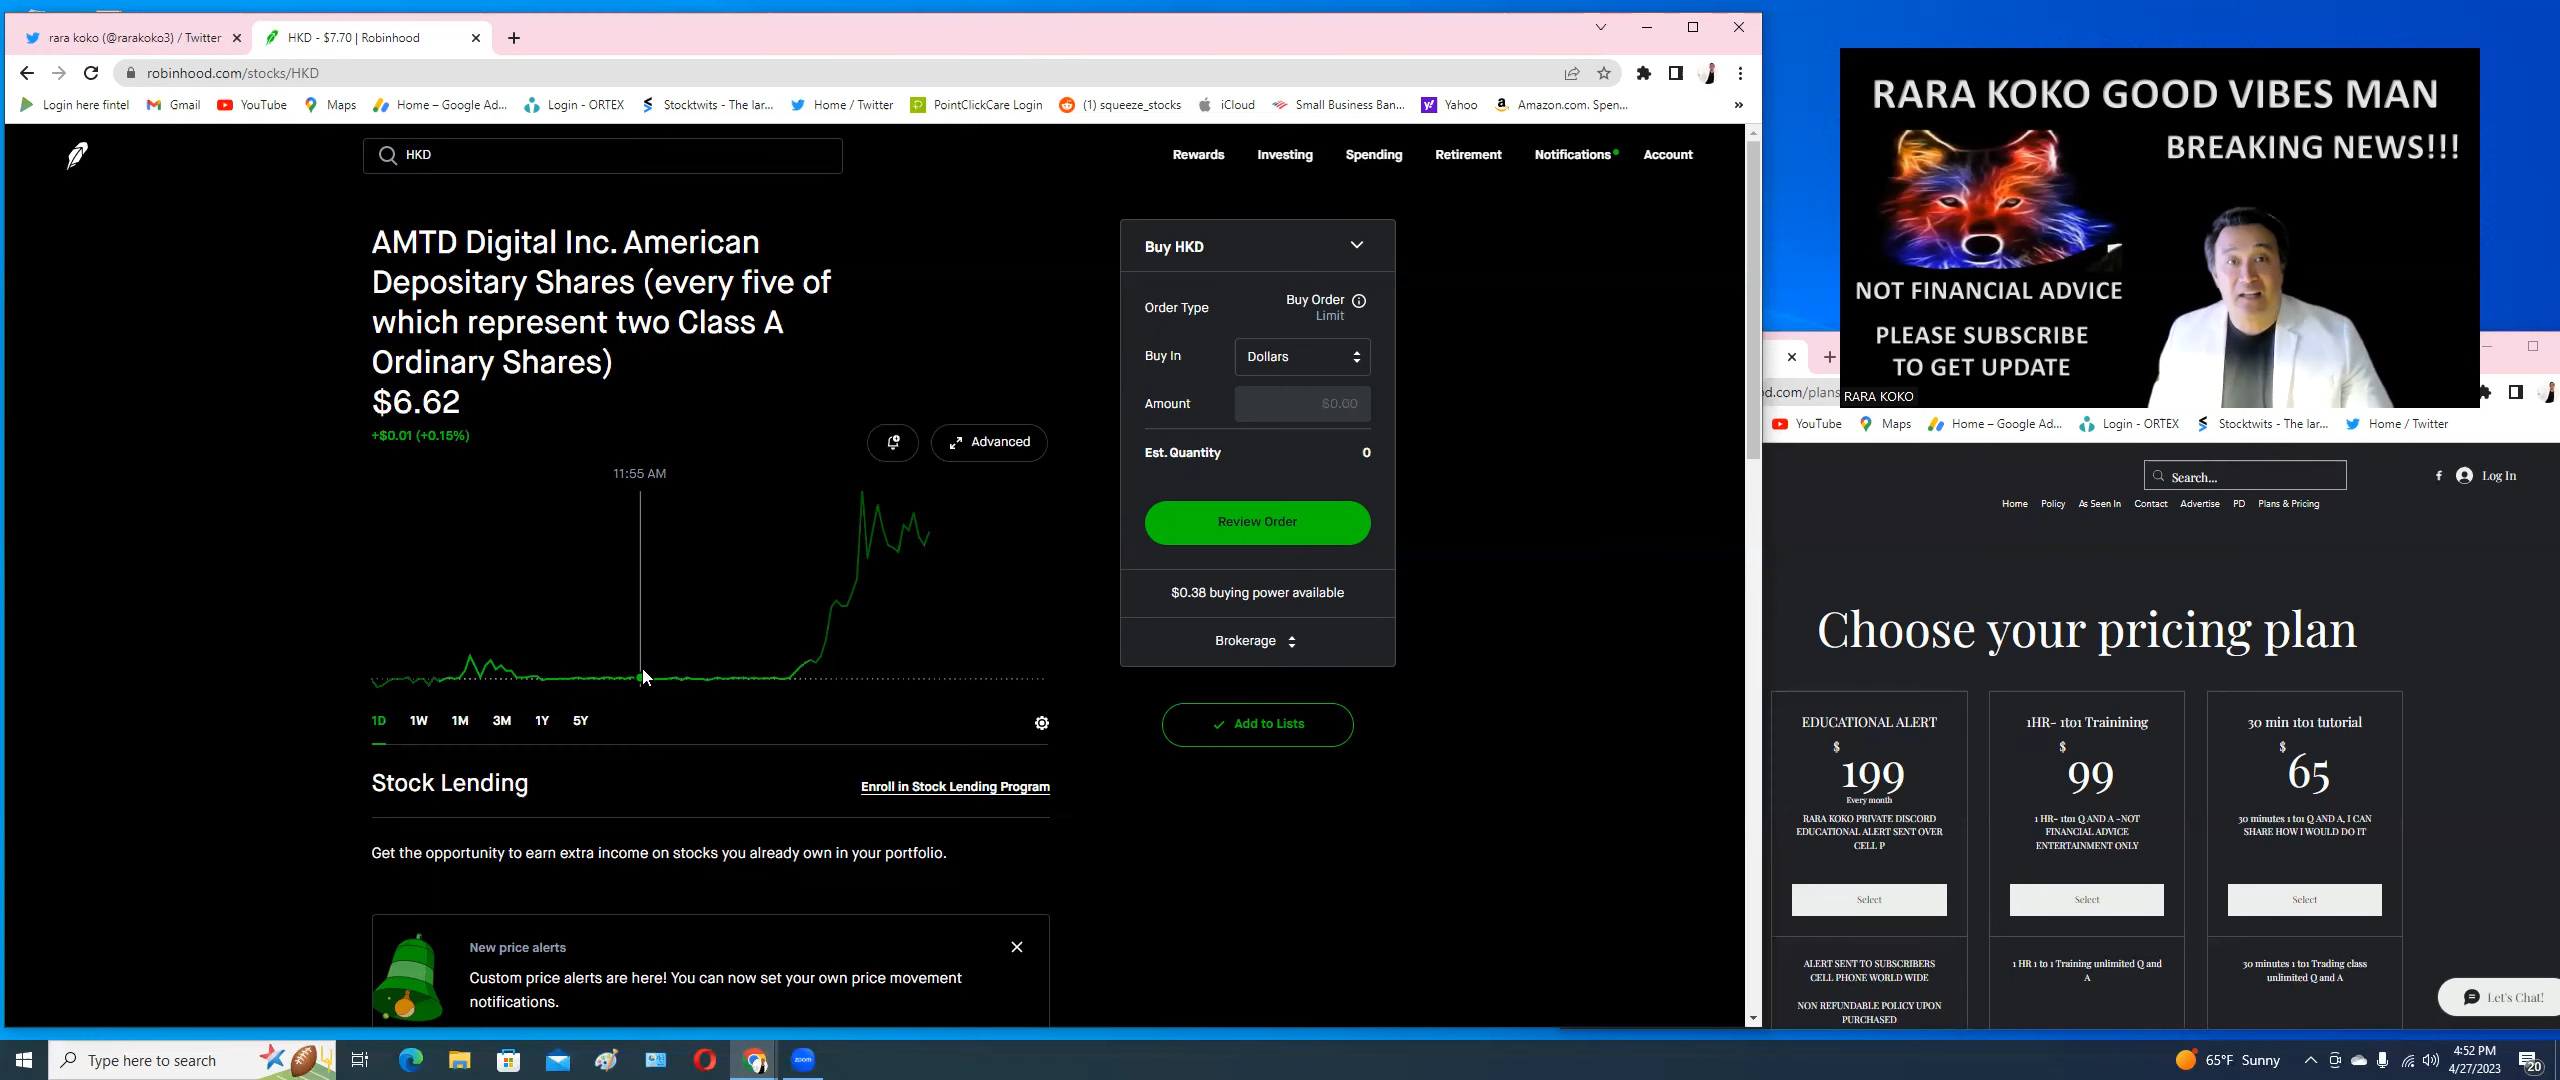 rara koko (@rarakoko3) / Twitter
HKD - $7.70 | Robinhood
robinhood.com/stocks/HKD
Login here fintel
Gmail
YouTube
Maps
Home – Google Ad...
Login - ORTEX
Stocktwits - The lar...
Home / Twitter
PointClickCare Login
(1) squeeze_stocks
iCloud
Small Business Ban...
Yahoo
Amazon.com. Spen...
»
HKD
Rewards
Investing
Spending
Retirement
Notifications
Account
AMTD Digital Inc. American
Depositary Shares (every five of
which represent two Class A
Ordinary Shares)
$6.62
+$0.01 (+0.15%)
Advanced
11:55 AM
1D
1W
1M
3M
1Y
5Y
Stock Lending
Enroll in Stock Lending Program
Get the opportunity to earn extra income on stocks you already own in your portfolio.
New price alerts
Custom price alerts are here! You can now set your own price movement
notifications.
Buy HKD
Order Type
Buy Order
Limit
Buy In
Dollars
Amount
$0.00
Est. Quantity
0
Review Order
$0.38 buying power available
Brokerage
Add to Lists
RARA KOKO GOOD VIBES MAN
BREAKING NEWS!!!
NOT FINANCIAL ADVICE
PLEASE SUBSCRIBE
TO GET UPDATE
RARA KOKO
d.com/plans
YouTube
Maps
Home – Google Ad...
Login - ORTEX
Stocktwits - The lar...
Home / Twitter
Search...
Log In
Home
Policy
As Seen In
Contact
Advertise
PD
Plans & Pricing
Choose your pricing plan
EDUCATIONAL ALERT
$
199
Every month
RARA KOKO PRIVATE DISCORD
EDUCATIONAL ALERT SENT OVER
CELL P
Select
ALERT SENT TO SUBSCRIBERS
CELL PHONE WORLD WIDE
NON REFUNDABLE POLICY UPON
PURCHASED
1HR- 1to1 Trainining
$
99
1 HR- 1to1 Q AND A -NOT
FINANCIAL ADVICE
ENTERTAINMENT ONLY
Select
1 HR 1 to 1 Training unlimited Q and
A
30 min 1to1 tutorial
$
65
30 minutes 1 to1 Q AND A, I CAN
SHARE HOW I WOULD DO IT
Select
30 minutes 1 to1 Trading class
unlimited Q and A
Let's Chat!
Type here to search
zoom
65°F Sunny
4:52 PM
4/27/2023
20